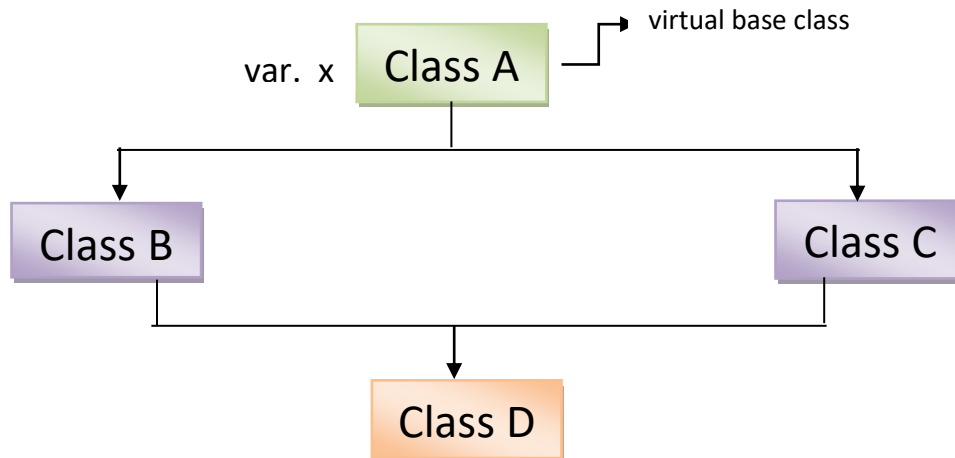 virtual base class
var. x Class A
Class B
Class C
Class D